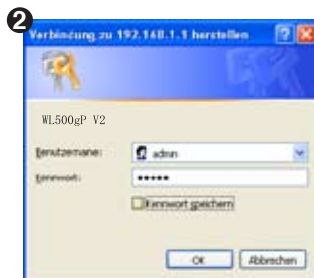 2
Verbindung zu 192.168.1.1 herstellen
WL500gP V2
Benutzername:
admin
Kennwort:
•••••
Kennwort speichern
OK
Abbrechen